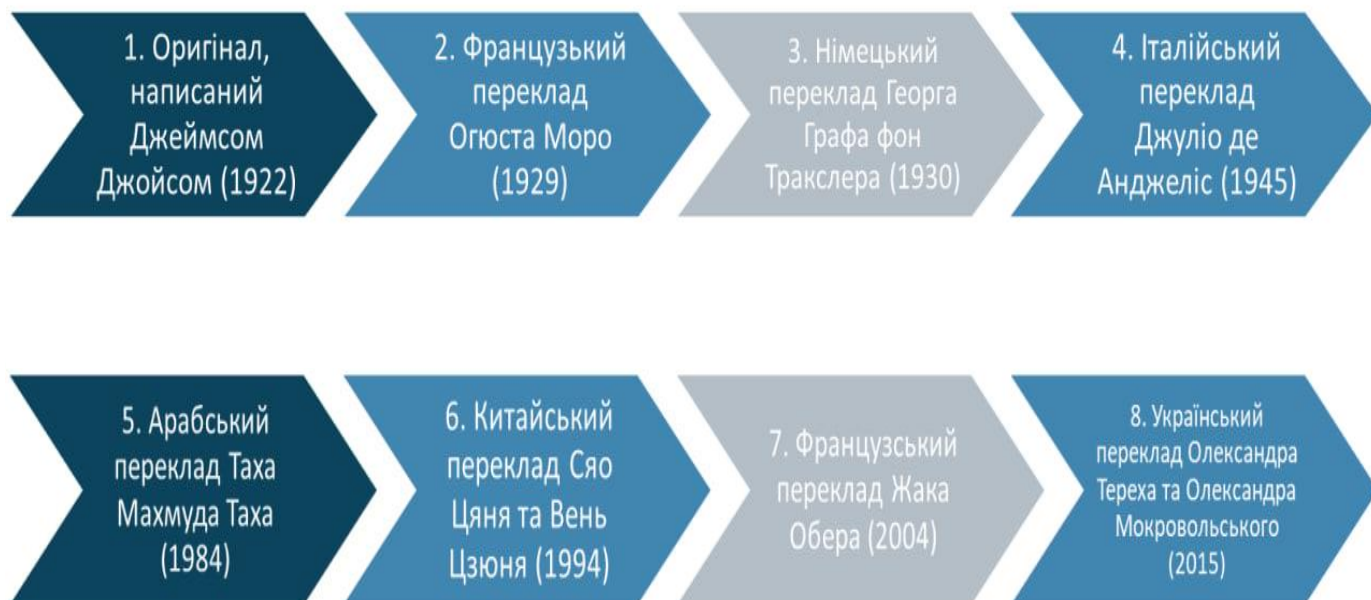 1. Оригінал,
написаний
Джеймсом
Джойсом (1922)
2. Французький
переклад
Огюста Моро
(1929)
3. Німецький
переклад Георга
Графа фон
Тракслера (1930)
4. Італійський
переклад
Джуліо де
Анджеліс (1945)
5. Арабський
переклад Таха
Махмуда Таха
(1984)
6. Китайський
переклад Сяо
Цяня та Вень
Цзюня (1994)
7. Французський
переклад Жака
Обера (2004)
8. Український
переклад Олександра
Тереха та Олександра
Мокровольського
(2015)